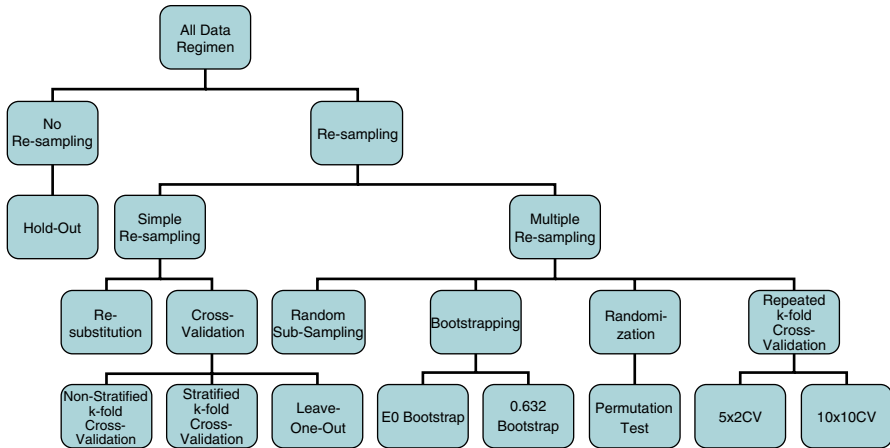 All Data
Regimen
No
Re-sampling
Re-sampling
Hold-Out
Simple
Re-sampling
Multiple
Re-sampling
Re-
substitution
Cross-
Validation
Random
Sub-Sampling
Bootstrapping
Randomi-
zation
Repeated
k-fold
Cross-
Validation
Non-Stratified
k-fold
Cross-
Validation
Stratified
k-fold
Cross-
Validation
Leave-
One-Out
E0 Bootstrap
0.632
Bootstrap
Permutation
Test
5x2CV
10x10CV